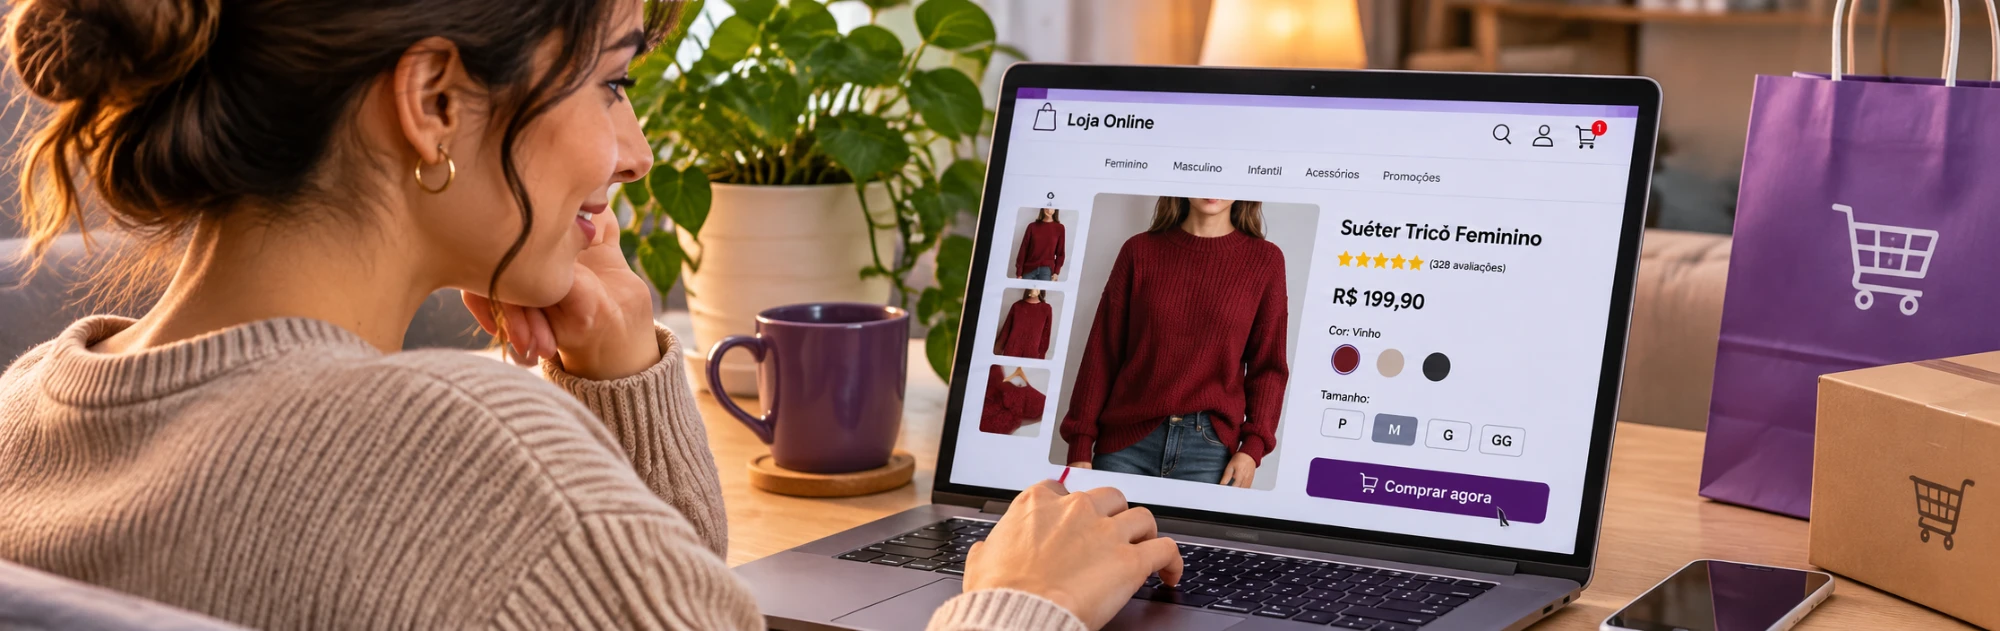 Loja Online
1
Feminino Masculino Infantil Acessórios Promoções
Suéter Tricô Feminino
(328 avaliações)
R$ 199,90
Cor: Vinho
Tamanho:
P M G GG
Comprar agora